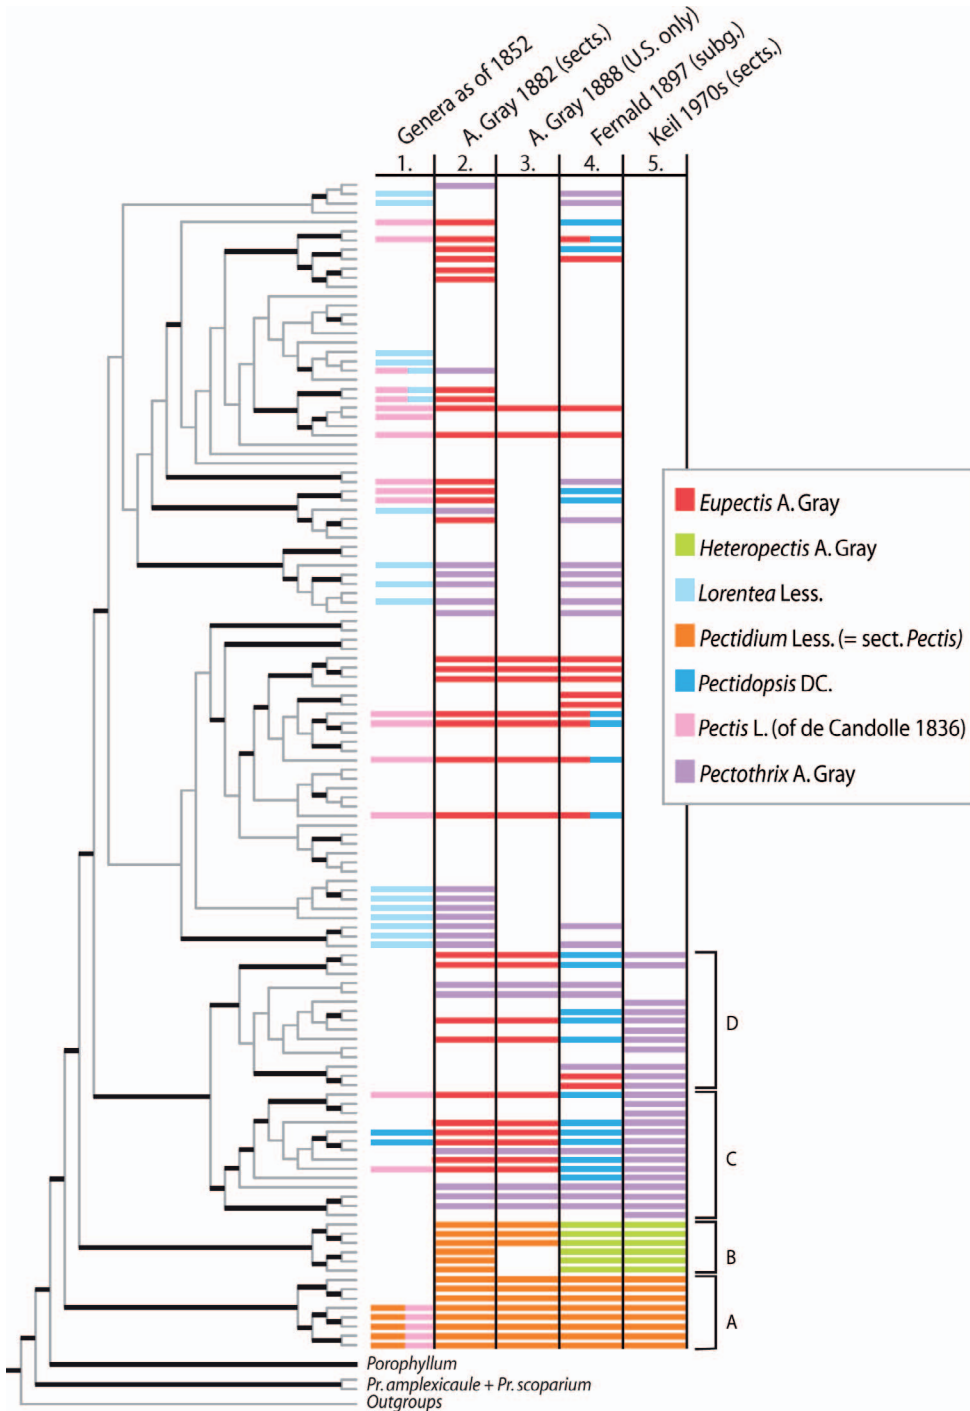 Genera as of 1852
A. Gray 1882 (sects.)
A. Gray 1888 (U.S. only)
Fernald 1897 (subg.)
Keil 1970s (sects.)
1. 2. 3. 4. 5.
Eupectis A. Gray
Heteropectis A. Gray
Lorentea Less.
Pectidium Less. (= sect. Pectis)
Pectidopsis DC.
Pectis L. (of de Candolle 1836)
Pectothrix A. Gray
D
C
B
A
Porophyllum
Pr. amplexicaule + Pr. scoparium
Outgroups